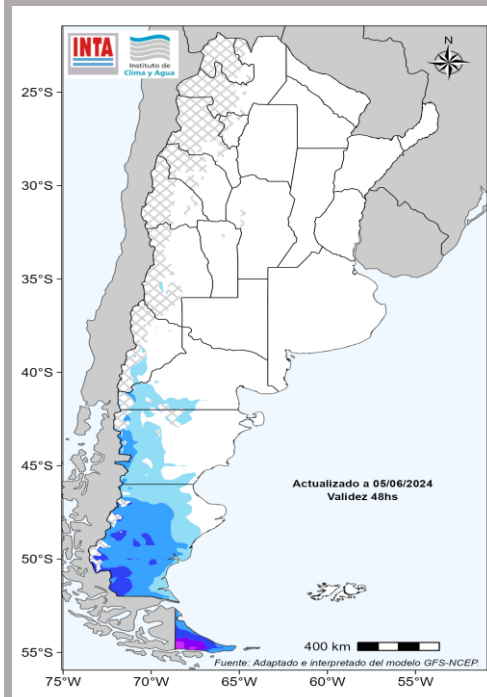 INTA
Instituto de
Clima y Agua
N
25°S
30°S
35°S
40°S
45°S
50°S
55°S
Actualizado a 05/06/2024
Validez 48hs
400 km
Fuente: Adaptado e interpretado del modelo GFS-NCEP.
75°W
70°W
65°W
60°W
55°W